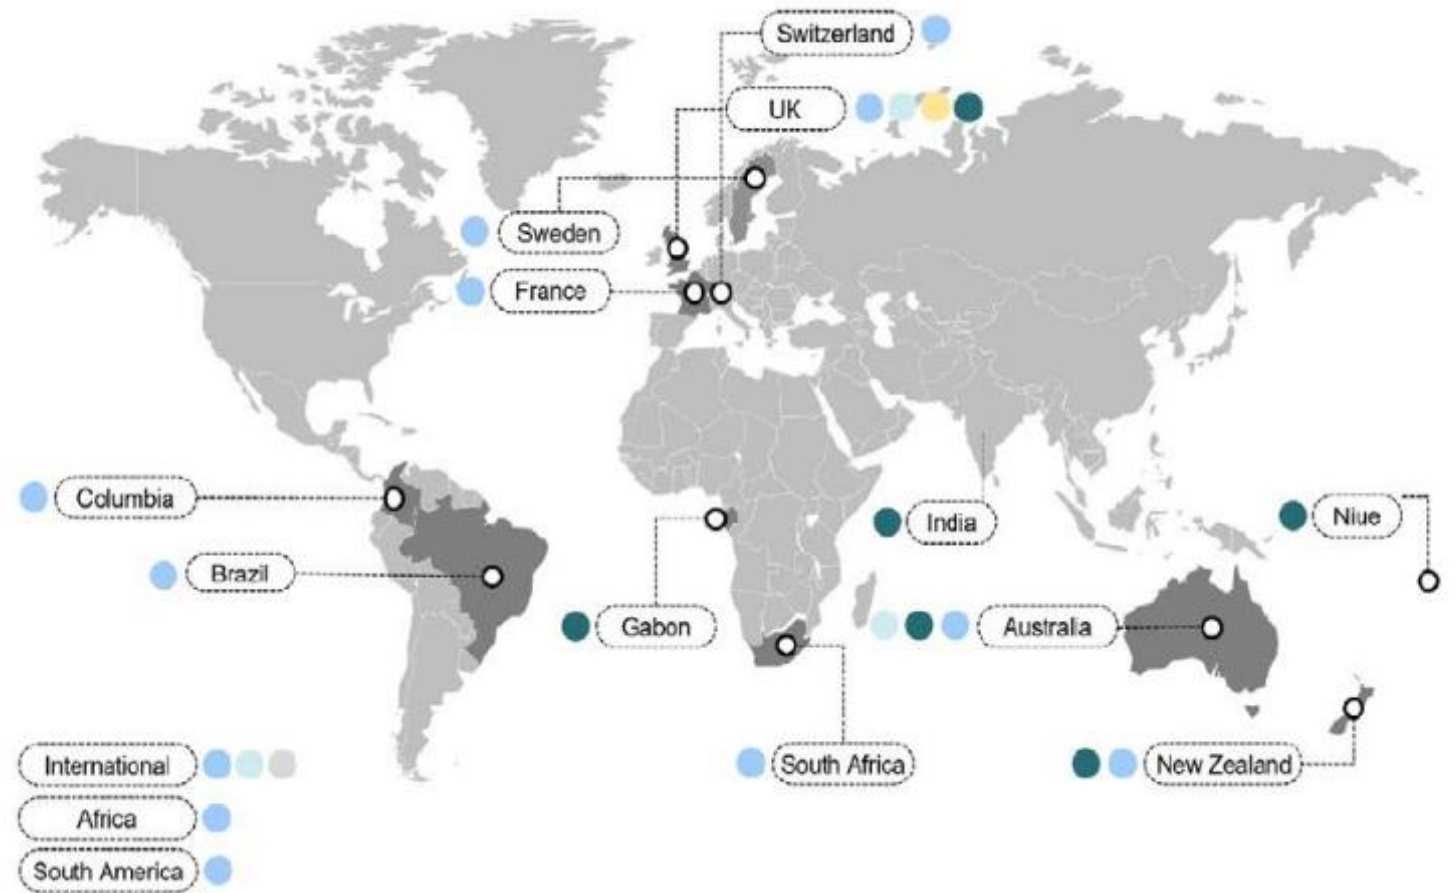 Switzerland
UK
Sweden
France
Columbia
India
Niue
Brazil
Gabon
Australia
International
South Africa
New Zealand
Africa
South America